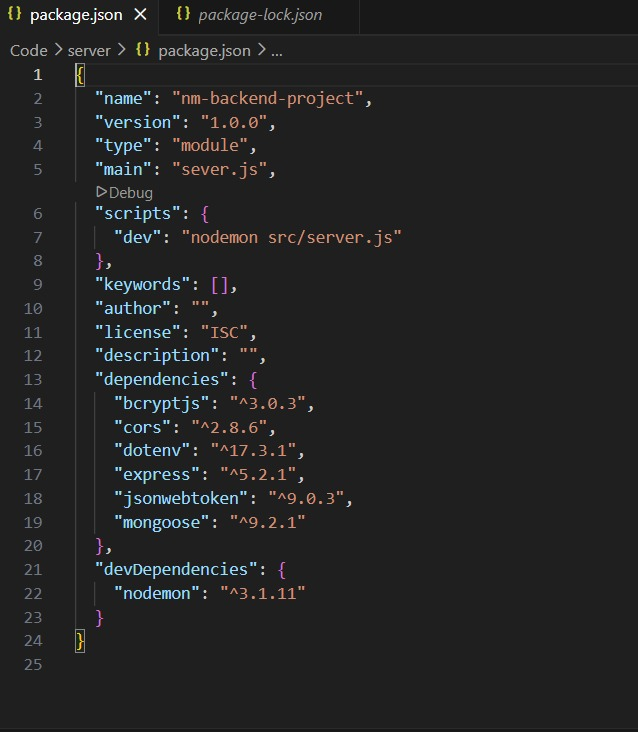 {} package.json ×  {} package-lock.json
Code > server > {} package.json > ...
1 {
2   "name": "nm-backend-project",
3   "version": "1.0.0",
4   "type": "module",
5   "main": "sever.js",
▷Debug
6   "scripts": {
7     "dev": "nodemon src/server.js"
8   },
9   "keywords": [],
10   "author": "",
11   "license": "ISC",
12   "description": "",
13   "dependencies": {
14     "bcryptjs": "^3.0.3",
15     "cors": "^2.8.6",
16     "dotenv": "^17.3.1",
17     "express": "^5.2.1",
18     "jsonwebtoken": "^9.0.3",
19     "mongoose": "^9.2.1"
20   },
21   "devDependencies": {
22     "nodemon": "^3.1.11"
23   }
24 }
25